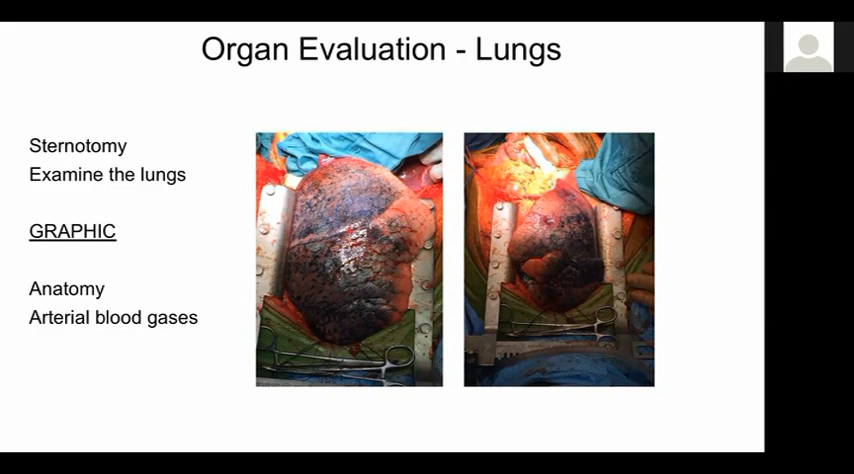 Organ Evaluation - Lungs
Sternotomy
Examine the lungs
GRAPHIC
Anatomy
Arterial blood gases